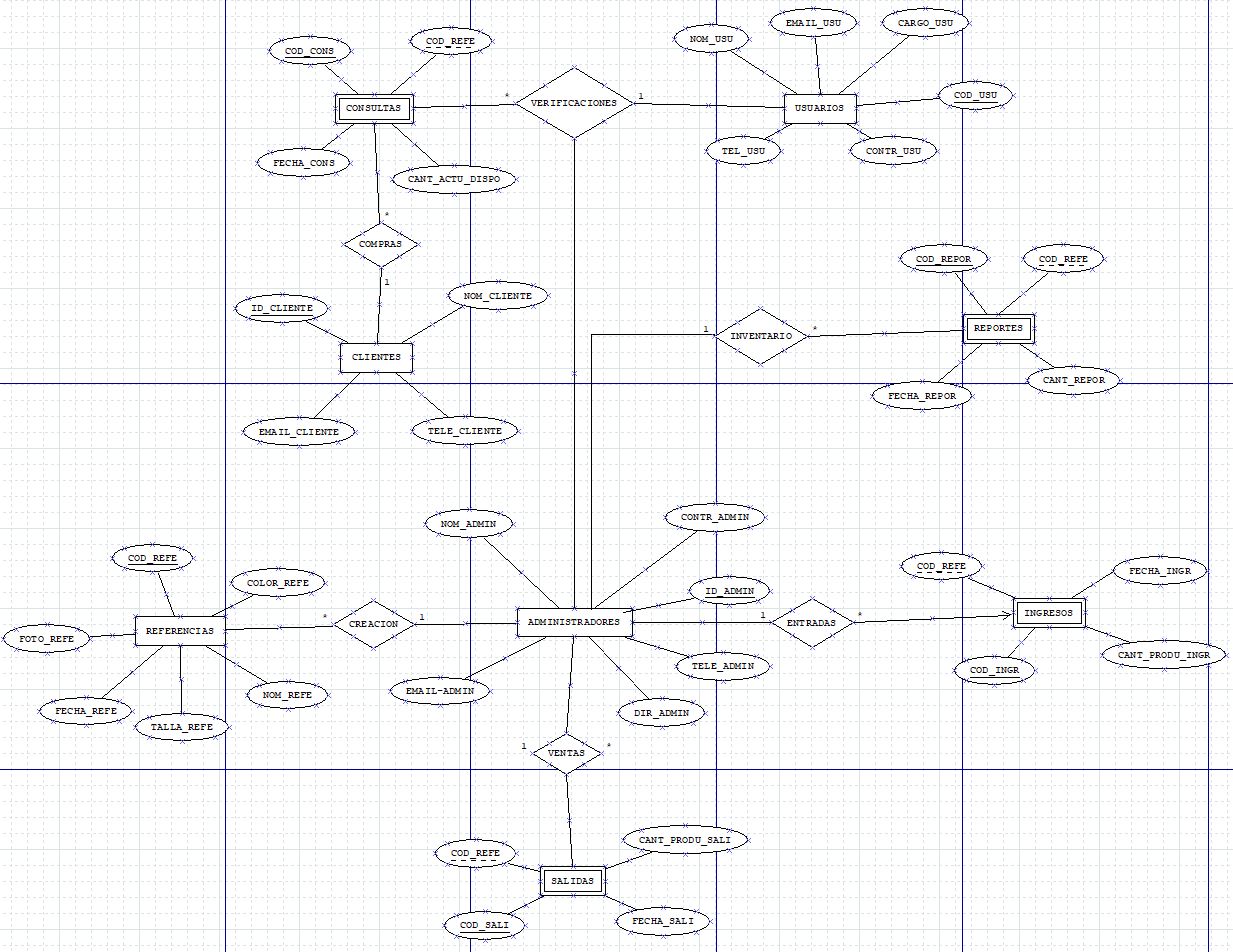 EMAIL_USU
CARGO_USU
NOM_USU
COD_CONS
COD_REFE
COD_USU
CONSULTAS
*
VERIFICACIONES
1
USUARIOS
FECHA_CONS
TEL_USU
CONTR_USU
CANT_ACTU_DISPO
*
COMPRAS
1
COD_REPOR
COD_REFE
ID_CLIENTE
NOM_CLIENTE
1
INVENTARIO
*
REPORTES
CLIENTES
FECHA_REPOR
CANT_REPOR
EMAIL_CLIENTE
TELE_CLIENTE
NOM_ADMIN
CONTR_ADMIN
COD_REFE
COLOR_REFE
ID_ADMIN
COD_REFE
FECHA_INGR
FOTO_REFE
REFERENCIAS
*
CREACION
1
ADMINISTRADORES
1
ENTRADAS
*
INGRESOS
EMAIL-ADMIN
TELE_ADMIN
COD_INGR
CANT_PRODU_INGR
FECHA_REFE
NOM_REFE
TALLA_REFE
DIR_ADMIN
1
VENTAS
*
COD_REFE
CANT_PRODU_SALI
SALIDAS
COD_SALI
FECHA_SALI